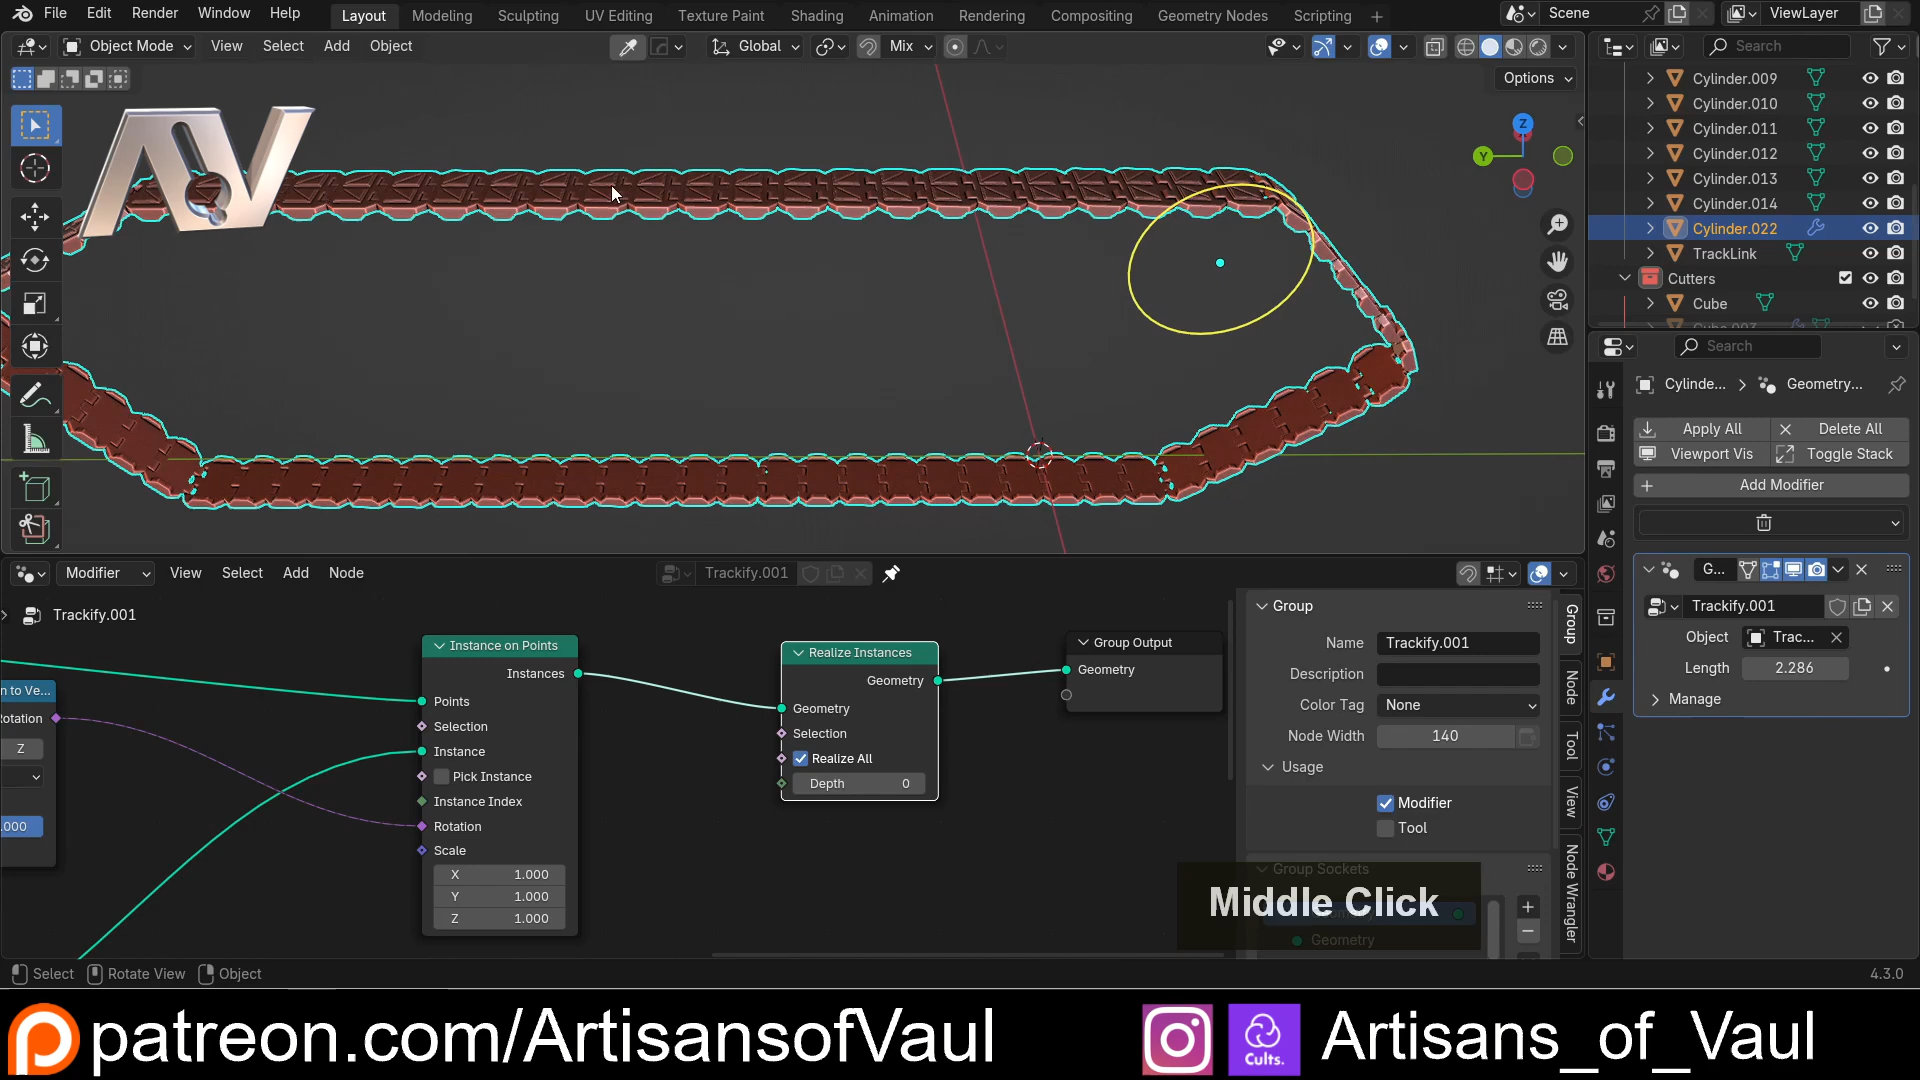 File Edit Render Window Help Layout Modeling Sculpting UV Editing Texture Paint Shading Animation Rendering Compositing Geometry Nodes Scripting + Scene ViewLayer
Object Mode View Select Add Object Global Mix Search
Options
Cylinder.009
Cylinder.010
Cylinder.011
Cylinder.012
Cylinder.013
Cylinder.014
Cylinder.022
TrackLink
Cutters
Cube
Z
Y
AV
Search
Cylinde... > Geometry...
Apply All Delete All
Viewport Vis Toggle Stack
Add Modifier
G...
Trackify.001
Object Trac...
Length 2.286
Manage
Modifier View Select Add Node Trackify.001
Trackify.001
n to Ve...
otation
Z
.000
Instance on Points
Instances
Points
Selection
Instance
Pick Instance
Instance Index
Rotation
Scale
X 1.000
Y 1.000
Z 1.000
Realize Instances
Geometry
Geometry
Selection
Realize All
Depth 0
Group Output
Geometry
Group
Name Trackify.001
Description
Color Tag None
Node Width 140
Usage
Modifier
Tool
Group Sockets
Geometry
Group
Node
Tool
View
Node Wrangler
Middle Click
Select Rotate View Object 4.3.0
patreon.com/ArtisansofVaul Cults. Artisans_of_Vaul